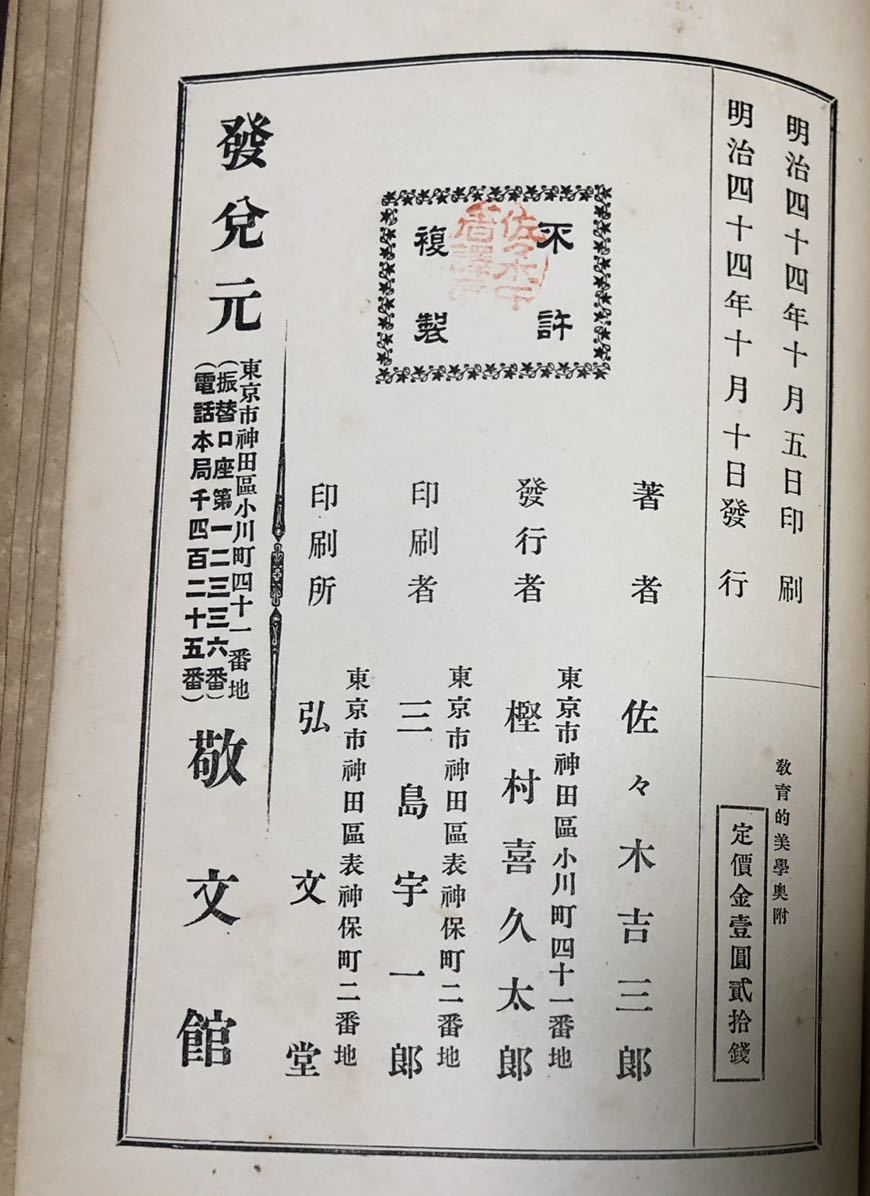 明治四十四年十月五日印刷
明治四十四年十月十日發行
教育的美學奥附
定價金壹圓貳拾錢
不許
複製
著者
佐々木吉三郎
發行者
東京市神田區小川町四十一番地
樫村喜久太郎
印刷者
東京市神田區表神保町二番地
三島宇一郎
印刷所
東京市神田區表神保町二番地
弘文堂
發兌元
東京市神田區小川町四十一番地
(振替口座第一二三三六番)
(電話本局千四百二十五番)
敬文館